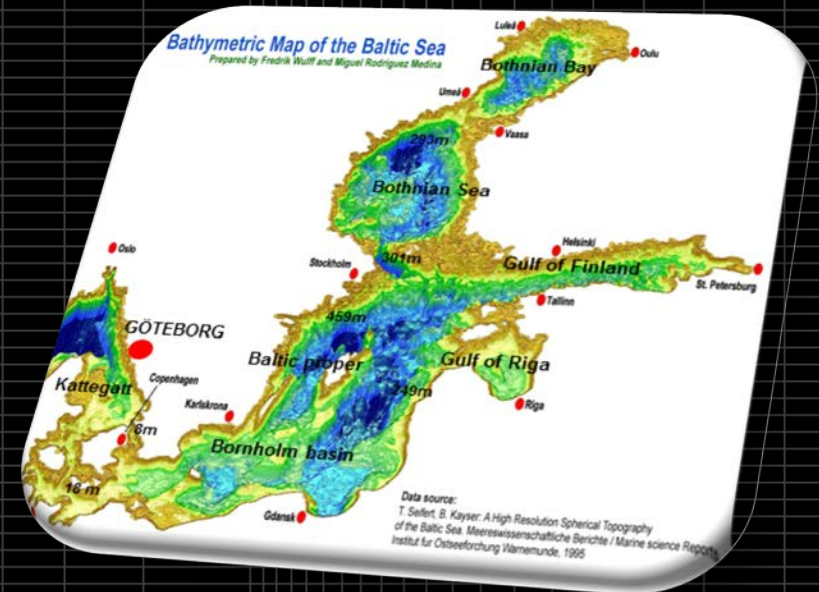 Bathymetric Map of the Baltic Sea
Prepared by Fredrik Wulff and Miguel Rodriguez Medina
Luleå
Oulu
Bothnian Bay
Umeå
Vaasa
293m
Bothnian Sea
Oslo
Helsinki
301m
Stockholm
Gulf of Finland
St. Petersburg
Tallinn
459m
GÖTEBORG
Baltic proper
Gulf of Riga
Kattegatt
Copenhagen
249m
Karlskrona
Riga
8m
Bornholm basin
18 m
Gdansk
Data source:
T. Seifert, B. Kayser: A High Resolution Spherical Topography
of the Baltic Sea. Meereswissenschaftliche Berichte / Marine science Reports,
Institut fur Ostseeforchung Warnemunde, 1995